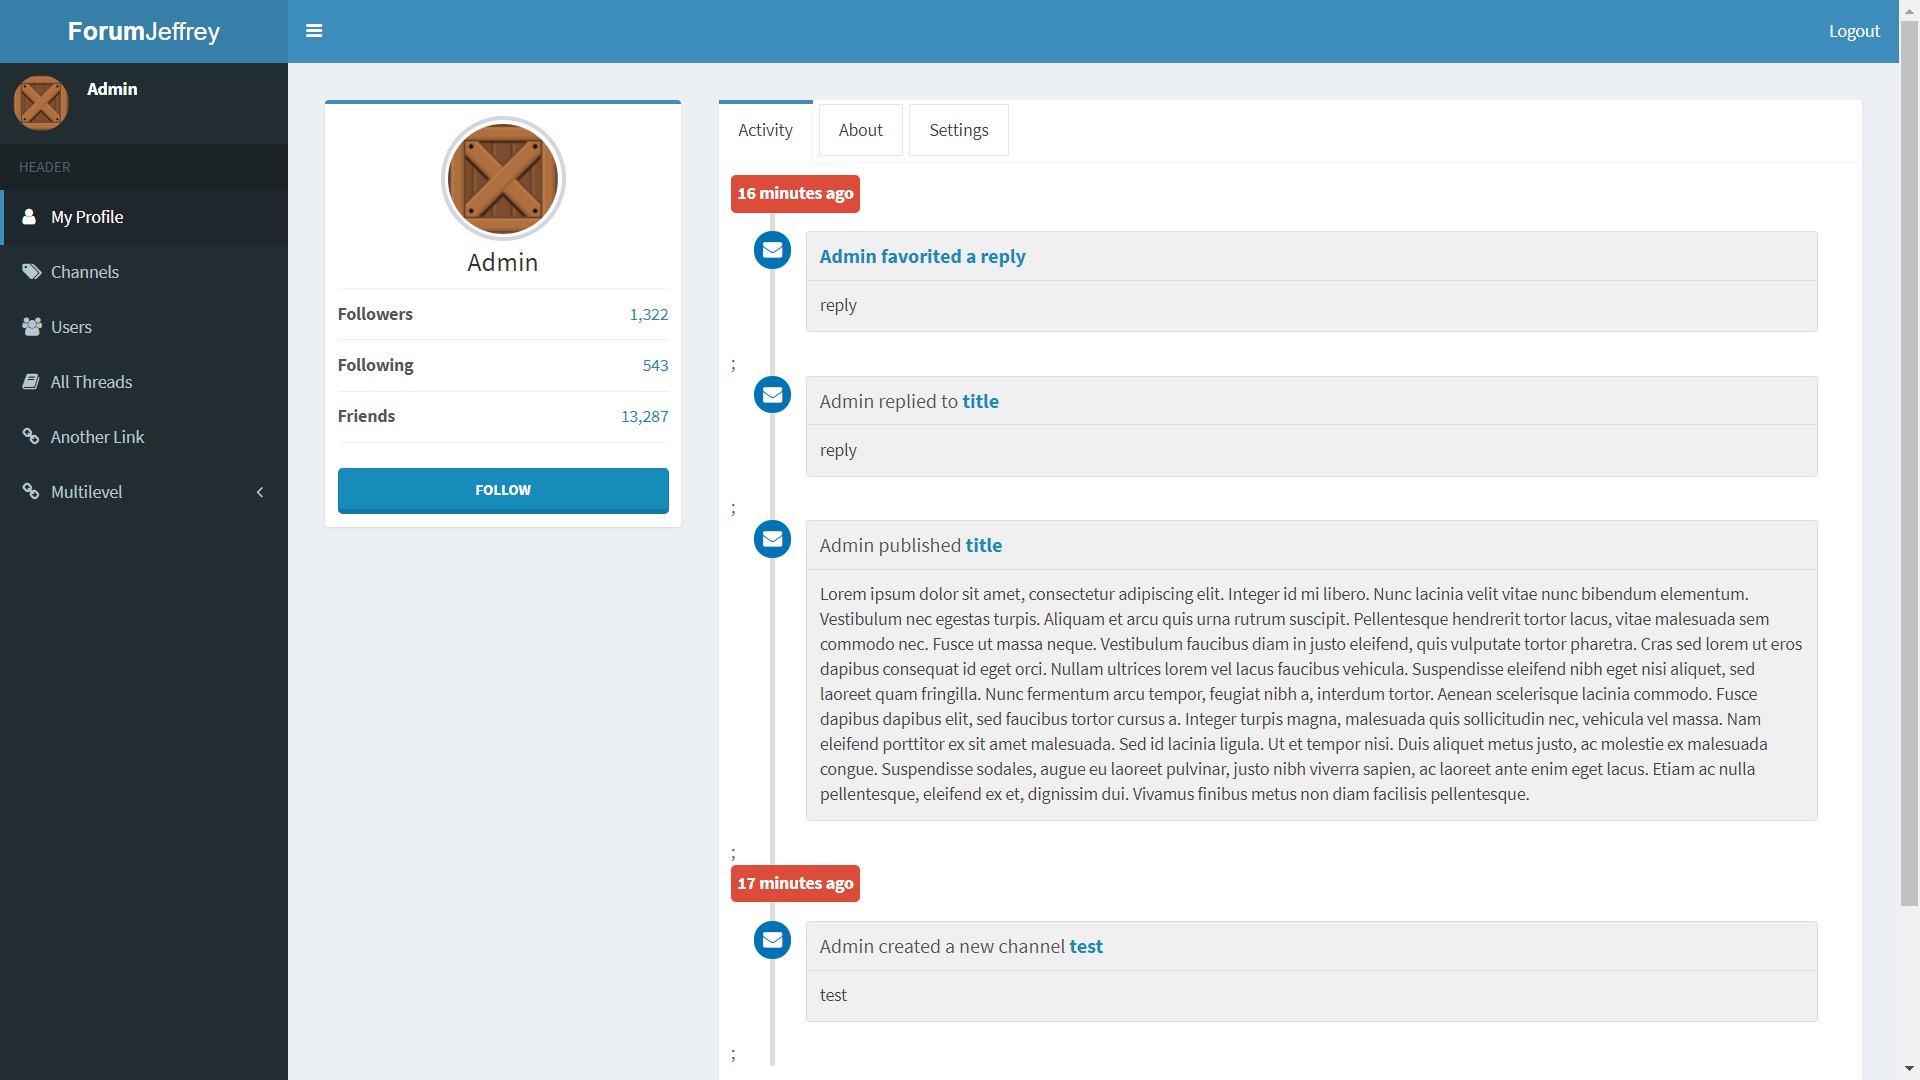 ForumJeffrey
Logout
Admin
HEADER
My Profile
Channels
Users
All Threads
Another Link
Multilevel
Admin
Followers 1,322
Following 543
Friends 13,287
FOLLOW
Activity About Settings
16 minutes ago
Admin favorited a reply
reply
;
Admin replied to title
reply
;
Admin published title
Lorem ipsum dolor sit amet, consectetur adipiscing elit. Integer id mi libero. Nunc lacinia velit vitae nunc bibendum elementum.
Vestibulum nec egestas turpis. Aliquam et arcu quis urna rutrum suscipit. Pellentesque hendrerit tortor lacus, vitae malesuada sem
commodo nec. Fusce ut massa neque. Vestibulum faucibus diam in justo eleifend, quis vulputate tortor pharetra. Cras sed lorem ut eros
dapibus consequat id eget orci. Nullam ultrices lorem vel lacus faucibus vehicula. Suspendisse eleifend nibh eget nisi aliquet, sed
laoreet quam fringilla. Nunc fermentum arcu tempor, feugiat nibh a, interdum tortor. Aenean scelerisque lacinia commodo. Fusce
dapibus dapibus elit, sed faucibus tortor cursus a. Integer turpis magna, malesuada quis sollicitudin nec, vehicula vel massa. Nam
eleifend porttitor ex sit amet malesuada. Sed id lacinia ligula. Ut et tempor nisi. Duis aliquet metus justo, ac molestie ex malesuada
congue. Suspendisse sodales, augue eu laoreet pulvinar, justo nibh viverra sapien, ac laoreet ante enim eget lacus. Etiam ac nulla
pellentesque, eleifend ex et, dignissim dui. Vivamus finibus metus non diam facilisis pellentesque.
;
17 minutes ago
Admin created a new channel test
test
;